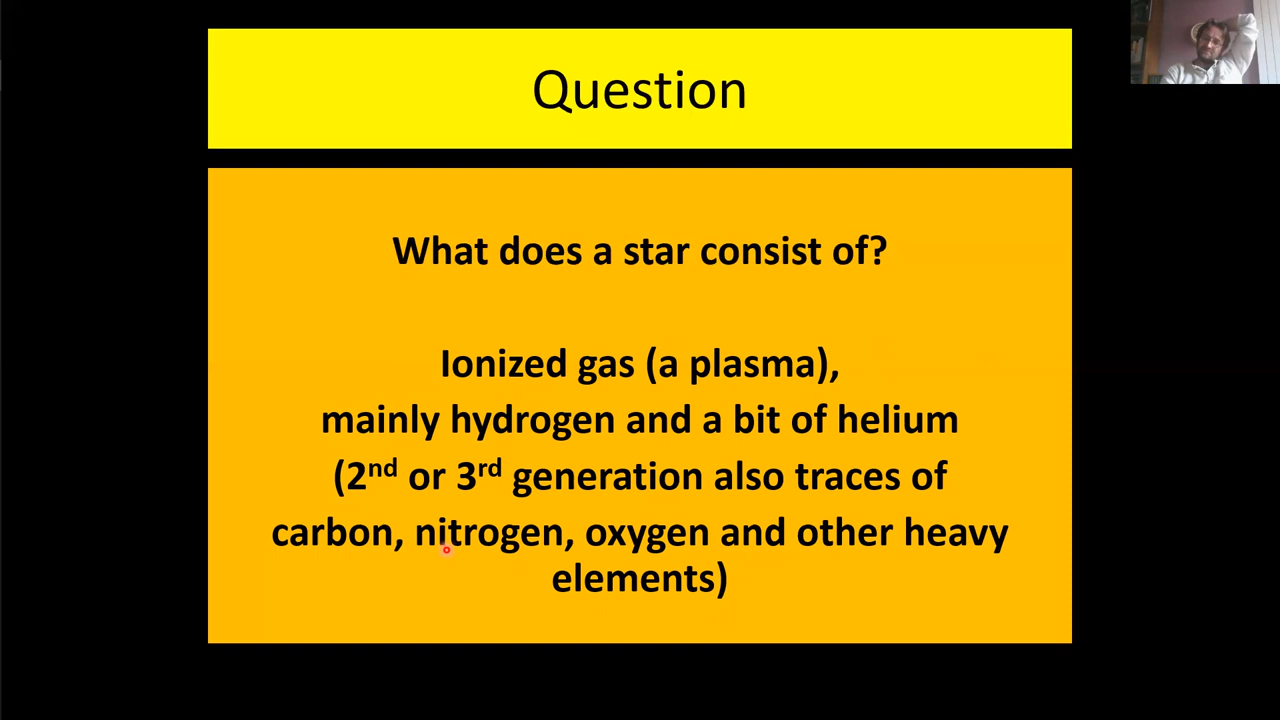 Question
What does a star consist of?
Ionized gas (a plasma),
mainly hydrogen and a bit of helium
(2nd or 3rd generation also traces of
carbon, nitrogen, oxygen and other heavy
elements)